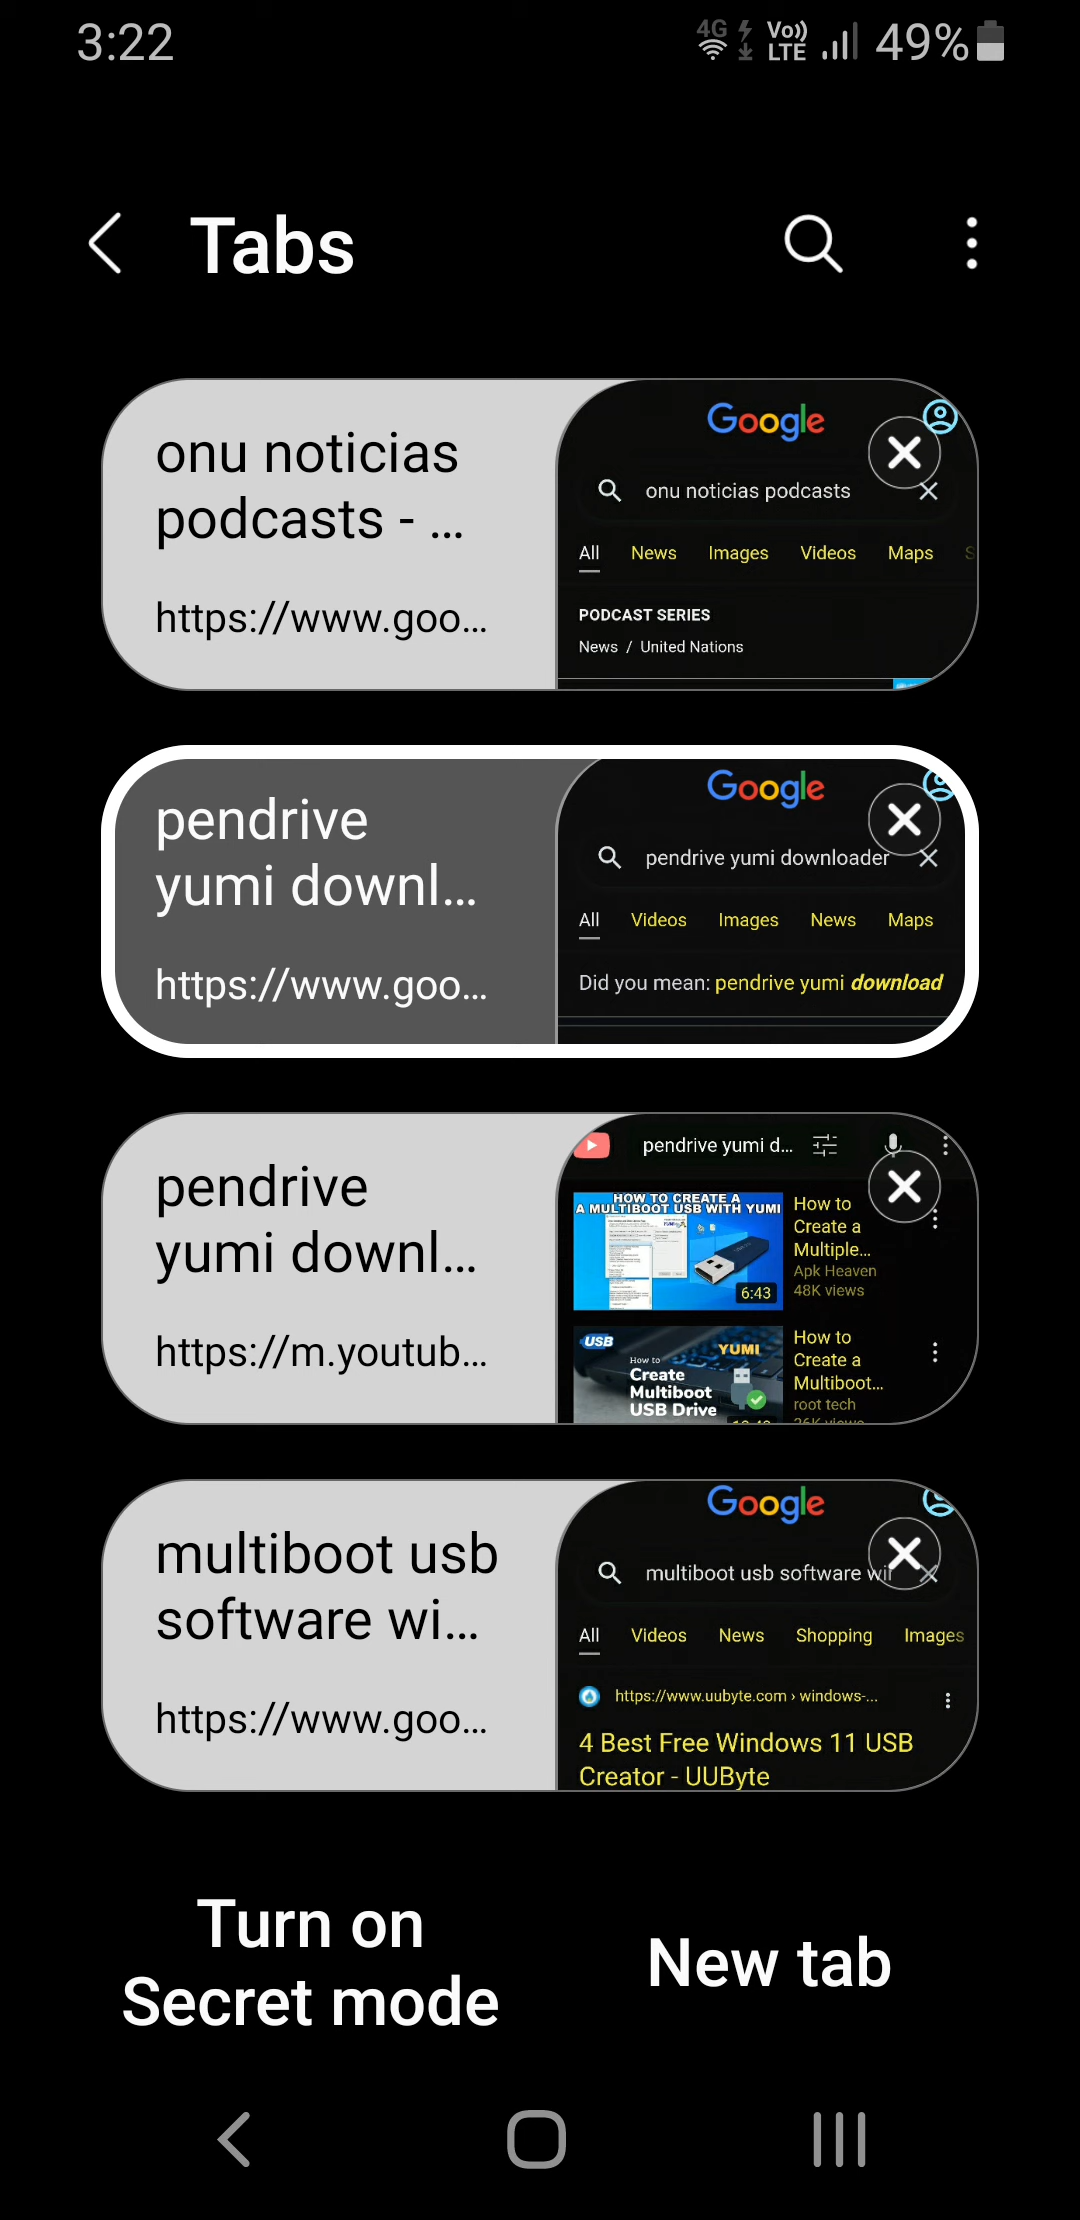 3:22
4G Vo)) LTE 49%
Tabs
onu noticias
podcasts - ...
https://www.goo...
Google
onu noticias podcasts
All News Images Videos Maps S
PODCAST SERIES
News / United Nations
pendrive
yumi downl...
https://www.goo...
Google
pendrive yumi downloader
All Videos Images News Maps
Did you mean: pendrive yumi download
pendrive
yumi downl...
https://m.youtub...
pendrive yumi d...
HOW TO CREATE A
A MULTIBOOT USB WITH YUMI
6:43
How to
Create a
Multiple...
Apk Heaven
48K views
USB
YUMI
How to
Create
Multiboot
USB Drive
How to
Create a
Multiboot...
root tech
multiboot usb
software wi...
https://www.goo...
Google
multiboot usb software wi
All Videos News Shopping Images
https://www.uubyte.com › windows-...
4 Best Free Windows 11 USB
Creator - UUByte
Turn on
Secret mode
New tab